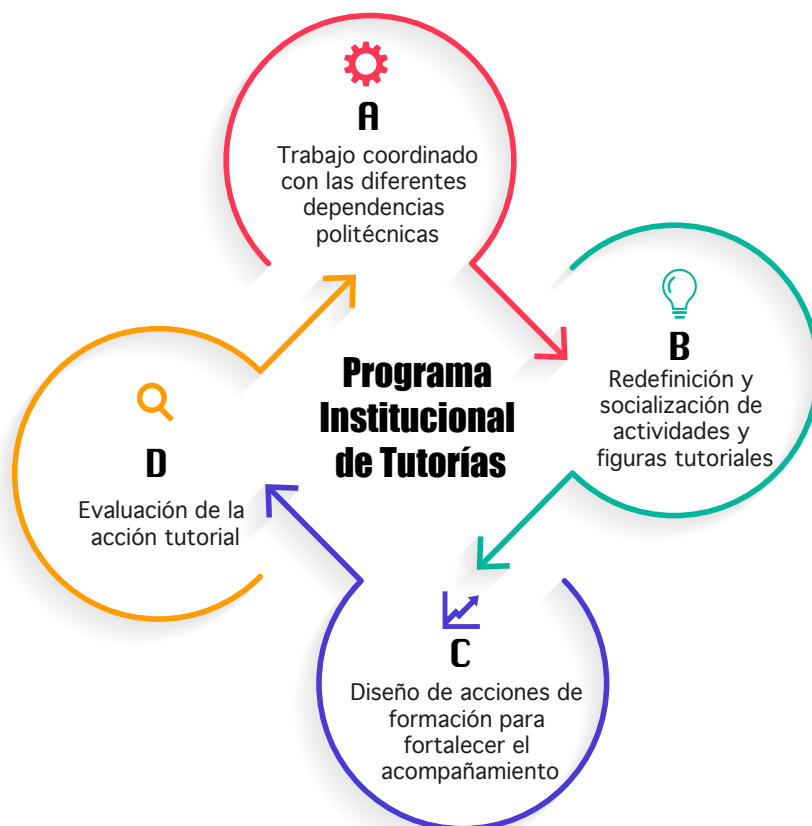 A
Trabajo coordinado
con las diferentes
dependencias
politécnicas
B
Redefinición y
socialización de
actividades y
figuras tutoriales
Programa
Institucional
de Tutorías
D
Evaluación de la
acción tutorial
C
Diseño de acciones de
formación para
fortalecer el
acompañamiento